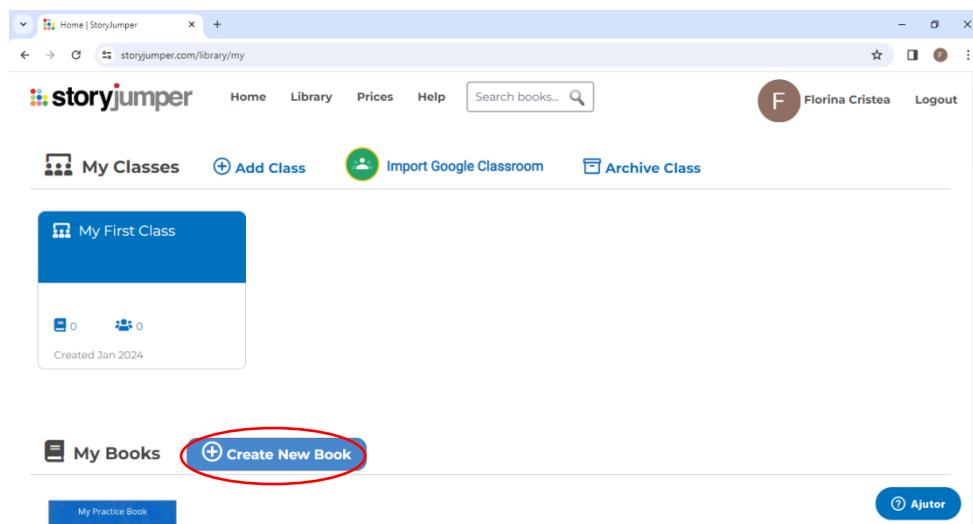 Home | StoryJumper
storyjumper.com/library/my
F
storyjumper Home Library Prices Help Search books... F Florina Cristea Logout
My Classes Add Class Import Google Classroom Archive Class
My First Class
0 0
Created Jan 2024
My Books Create New Book
My Practice Book
Ajutor